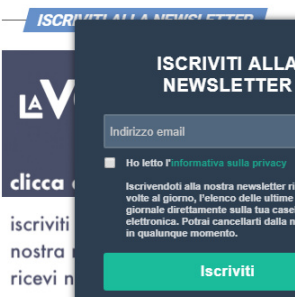 ISCRIVITI ALLA NEWSLETTER
LA
clicca
iscriviti
nostra
ricevi
ISCRIVITI ALLA
NEWSLETTER
Indirizzo email
Ho letto l'informativa sulla privacy
Iscrivendoti alla nostra newsletter
volte al giorno, l'elenco delle ultime
giornale direttamente sulla tua
elettronica. Potrai cancellarti dalla
in qualunque momento.
Iscriviti